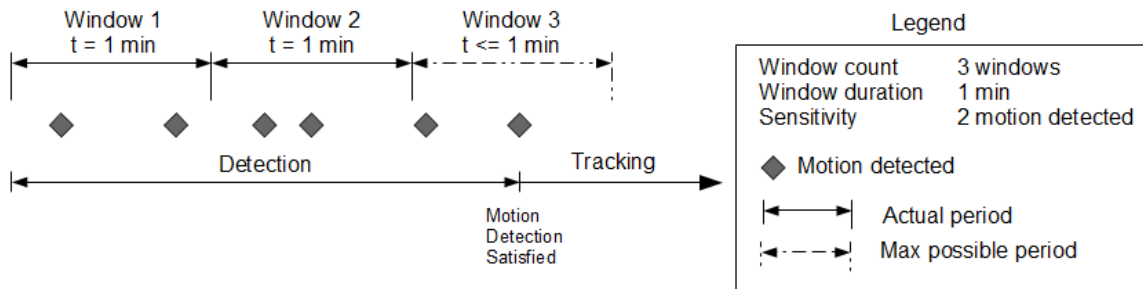 Window 1
t = 1 min
Window 2
t = 1 min
Window 3
t <= 1 min
Detection
Tracking
Motion
Detection
Satisfied
Legend
Window count 3 windows
Window duration 1 min
Sensitivity 2 motion detected
Motion detected
Actual period
Max possible period